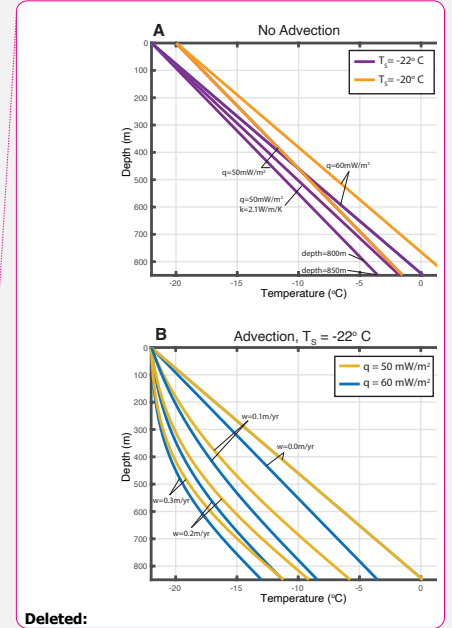 A No Advection
Ts= -22° C
Ts= -20° C
0
100
200
300
400
500
600
700
800
Depth (m)
q=60mW/m²
q=50mW/m²
q=50mW/m²
k=2.1W/m/K
depth=800m
depth=850m
-20 -15 -10 -5 0
Temperature (°C)
B Advection, Ts = -22° C
q = 50 mW/m²
q = 60 mW/m²
0
100
200
300
400
500
600
700
800
Depth (m)
w=0.1m/yr
w=0.0m/yr
w=0.3m/yr
w=0.2m/yr
-20 -15 -10 -5 0
Temperature (°C)
Deleted: